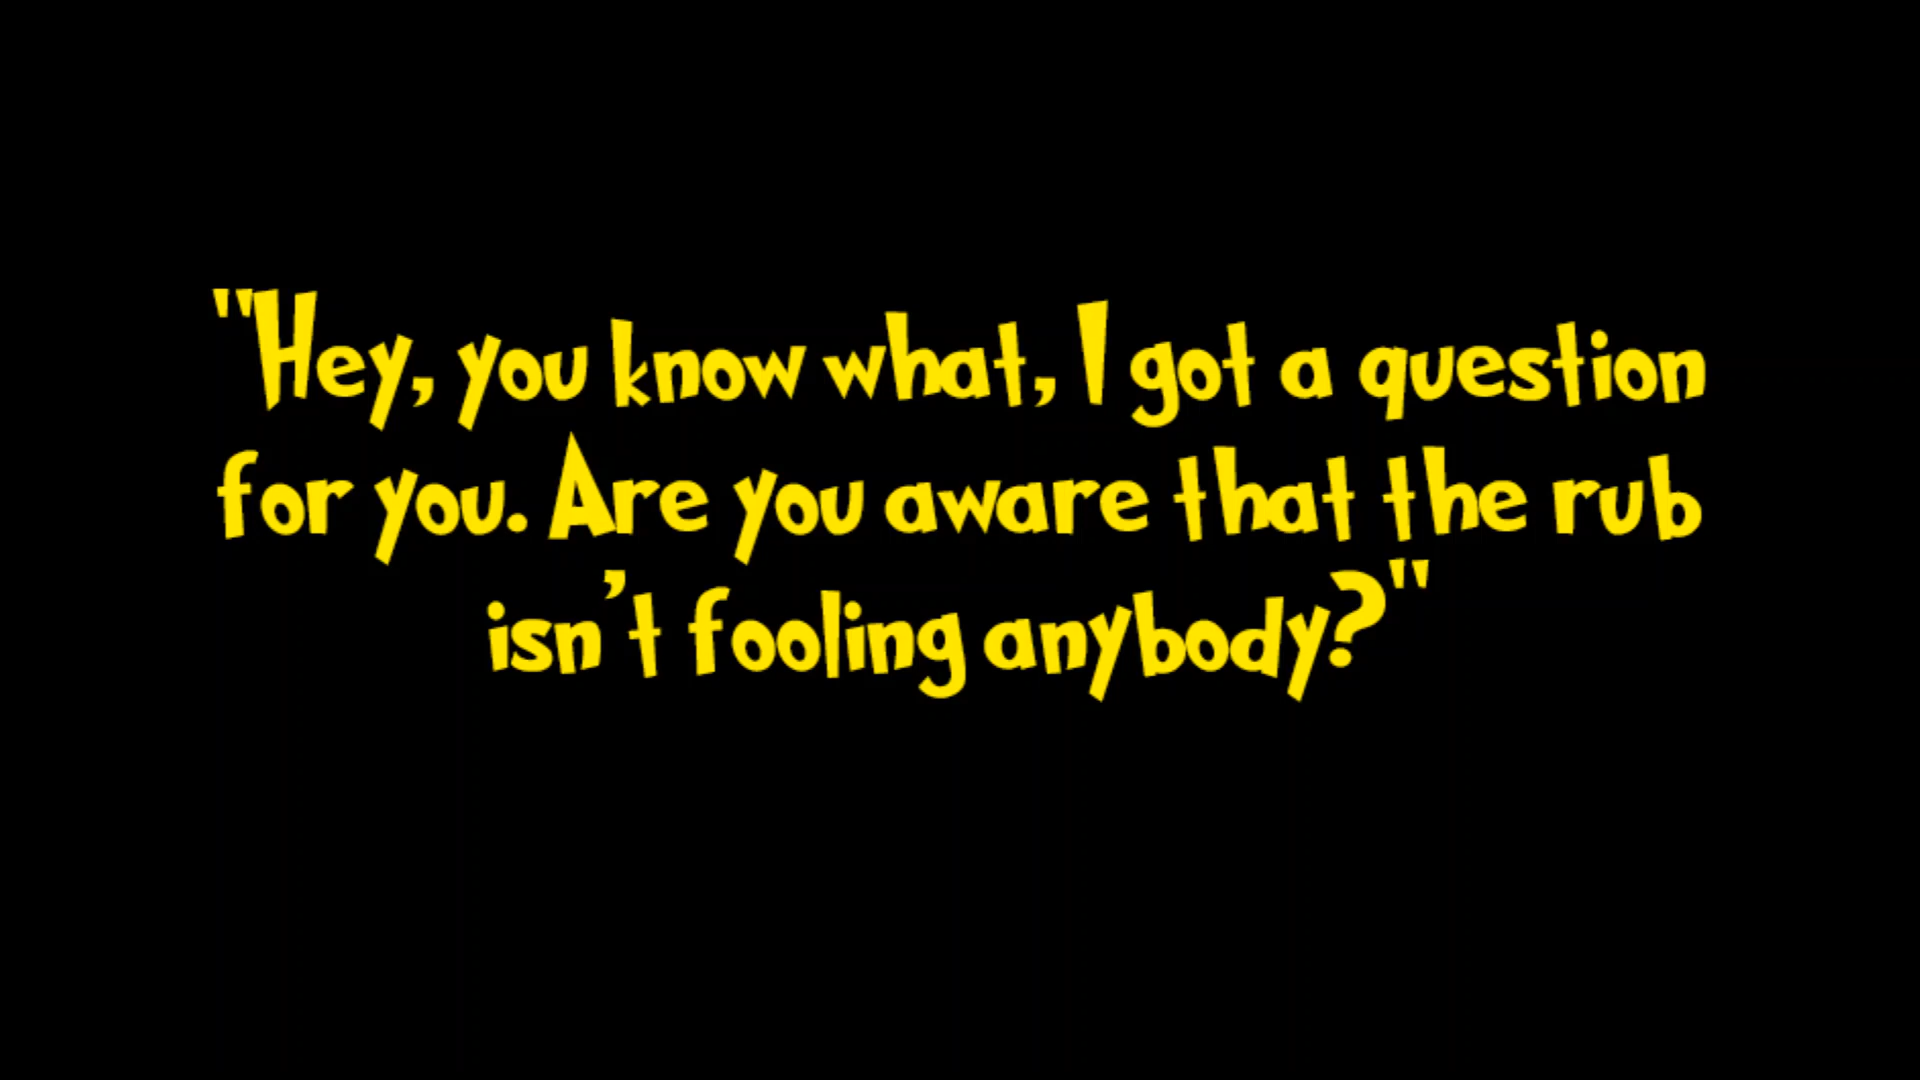 "Hey, you know what, I got a question
for you. Are you aware that the rub
isn't fooling anybody?"